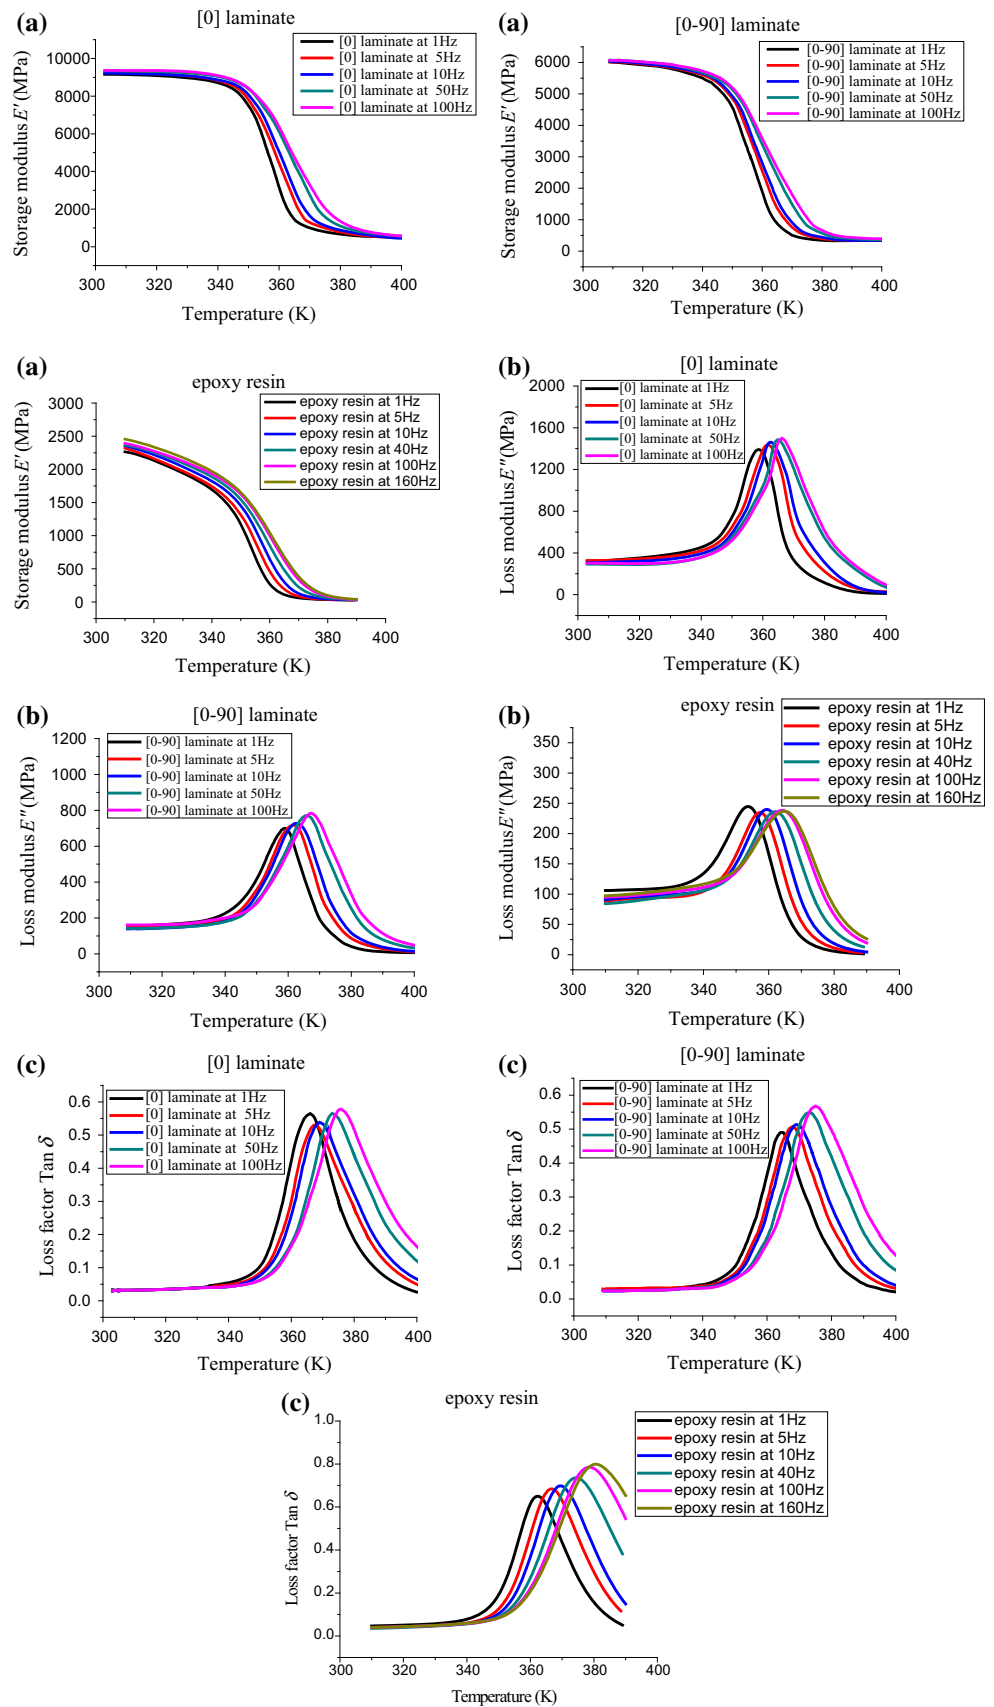 (a)
[0] laminate
Storage modulus E′ (MPa)
10000
8000
6000
4000
2000
0
300 320 340 360 380 400
Temperature (K)
[0] laminate at 1Hz
[0] laminate at 5Hz
[0] laminate at 10Hz
[0] laminate at 50Hz
[0] laminate at 100Hz
(a)
[0-90] laminate
Storage modulus E′ (MPa)
6000
5000
4000
3000
2000
1000
0
300 320 340 360 380 400
Temperature (K)
[0-90] laminate at 1Hz
[0-90] laminate at 5Hz
[0-90] laminate at 10Hz
[0-90] laminate at 50Hz
[0-90] laminate at 100Hz
(a)
epoxy resin
Storage modulus E′ (MPa)
3000
2500
2000
1500
1000
500
0
300 320 340 360 380 400
Temperature (K)
epoxy resin at 1Hz
epoxy resin at 5Hz
epoxy resin at 10Hz
epoxy resin at 40Hz
epoxy resin at 100Hz
epoxy resin at 160Hz
(b)
[0] laminate
Loss modulus E″ (MPa)
2000
1600
1200
800
400
0
300 320 340 360 380 400
Temperature (K)
[0] laminate at 1Hz
[0] laminate at 5Hz
[0] laminate at 10Hz
[0] laminate at 50Hz
[0] laminate at 100Hz
(b)
[0-90] laminate
Loss modulus E″ (MPa)
1200
1000
800
600
400
200
0
300 320 340 360 380 400
Temperature (K)
[0-90] laminate at 1Hz
[0-90] laminate at 5Hz
[0-90] laminate at 10Hz
[0-90] laminate at 50Hz
[0-90] laminate at 100Hz
(b)
epoxy resin
Loss modulus E″ (MPa)
350
300
250
200
150
100
50
0
300 320 340 360 380 400
Temperature (K)
epoxy resin at 1Hz
epoxy resin at 5Hz
epoxy resin at 10Hz
epoxy resin at 40Hz
epoxy resin at 100Hz
epoxy resin at 160Hz
(c)
[0] laminate
Loss factor Tan δ
0.6
0.5
0.4
0.3
0.2
0.1
0.0
300 320 340 360 380 400
Temperature (K)
[0] laminate at 1Hz
[0] laminate at 5Hz
[0] laminate at 10Hz
[0] laminate at 50Hz
[0] laminate at 100Hz
(c)
[0-90] laminate
Loss factor Tan δ
0.6
0.5
0.4
0.3
0.2
0.1
0.0
300 320 340 360 380 400
Temperature (K)
[0-90] laminate at 1Hz
[0-90] laminate at 5Hz
[0-90] laminate at 10Hz
[0-90] laminate at 50Hz
[0-90] laminate at 100Hz
(c)
epoxy resin
Loss factor Tan δ
1.0
0.8
0.6
0.4
0.2
0.0
300 320 340 360 380 400
Temperature (K)
epoxy resin at 1Hz
epoxy resin at 5Hz
epoxy resin at 10Hz
epoxy resin at 40Hz
epoxy resin at 100Hz
epoxy resin at 160Hz